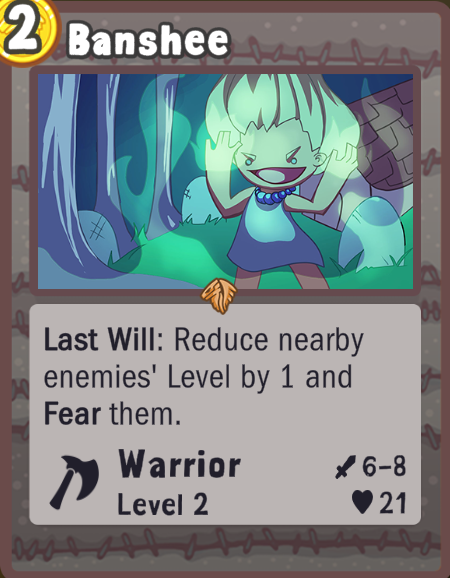 2 Banshee
Last Will: Reduce nearby
enemies' Level by 1 and
Fear them.
Warrior 6–8
Level 2 21